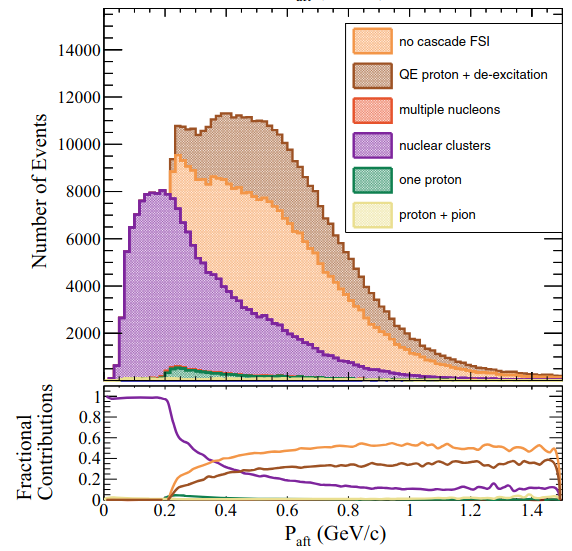 14000
12000
10000
8000
6000
4000
2000
Number of Events
no cascade FSI
QE proton + de-excitation
multiple nucleons
nuclear clusters
one proton
proton + pion
1
0.8
0.6
0.4
0.2
0
Fractional
Contributions
0 0.2 0.4 0.6 0.8 1 1.2 1.4
P_aft (GeV/c)